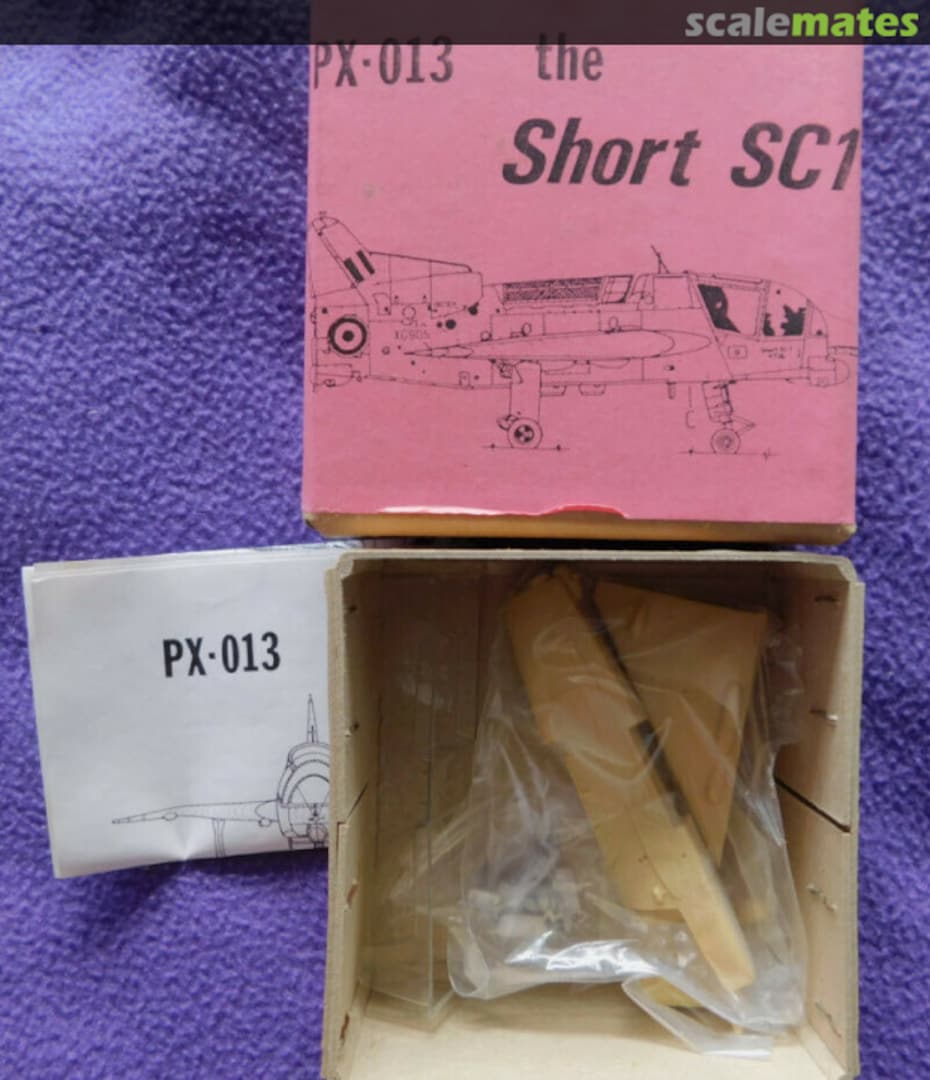 scalemates
PX·013 the
Short SC1
PX·013